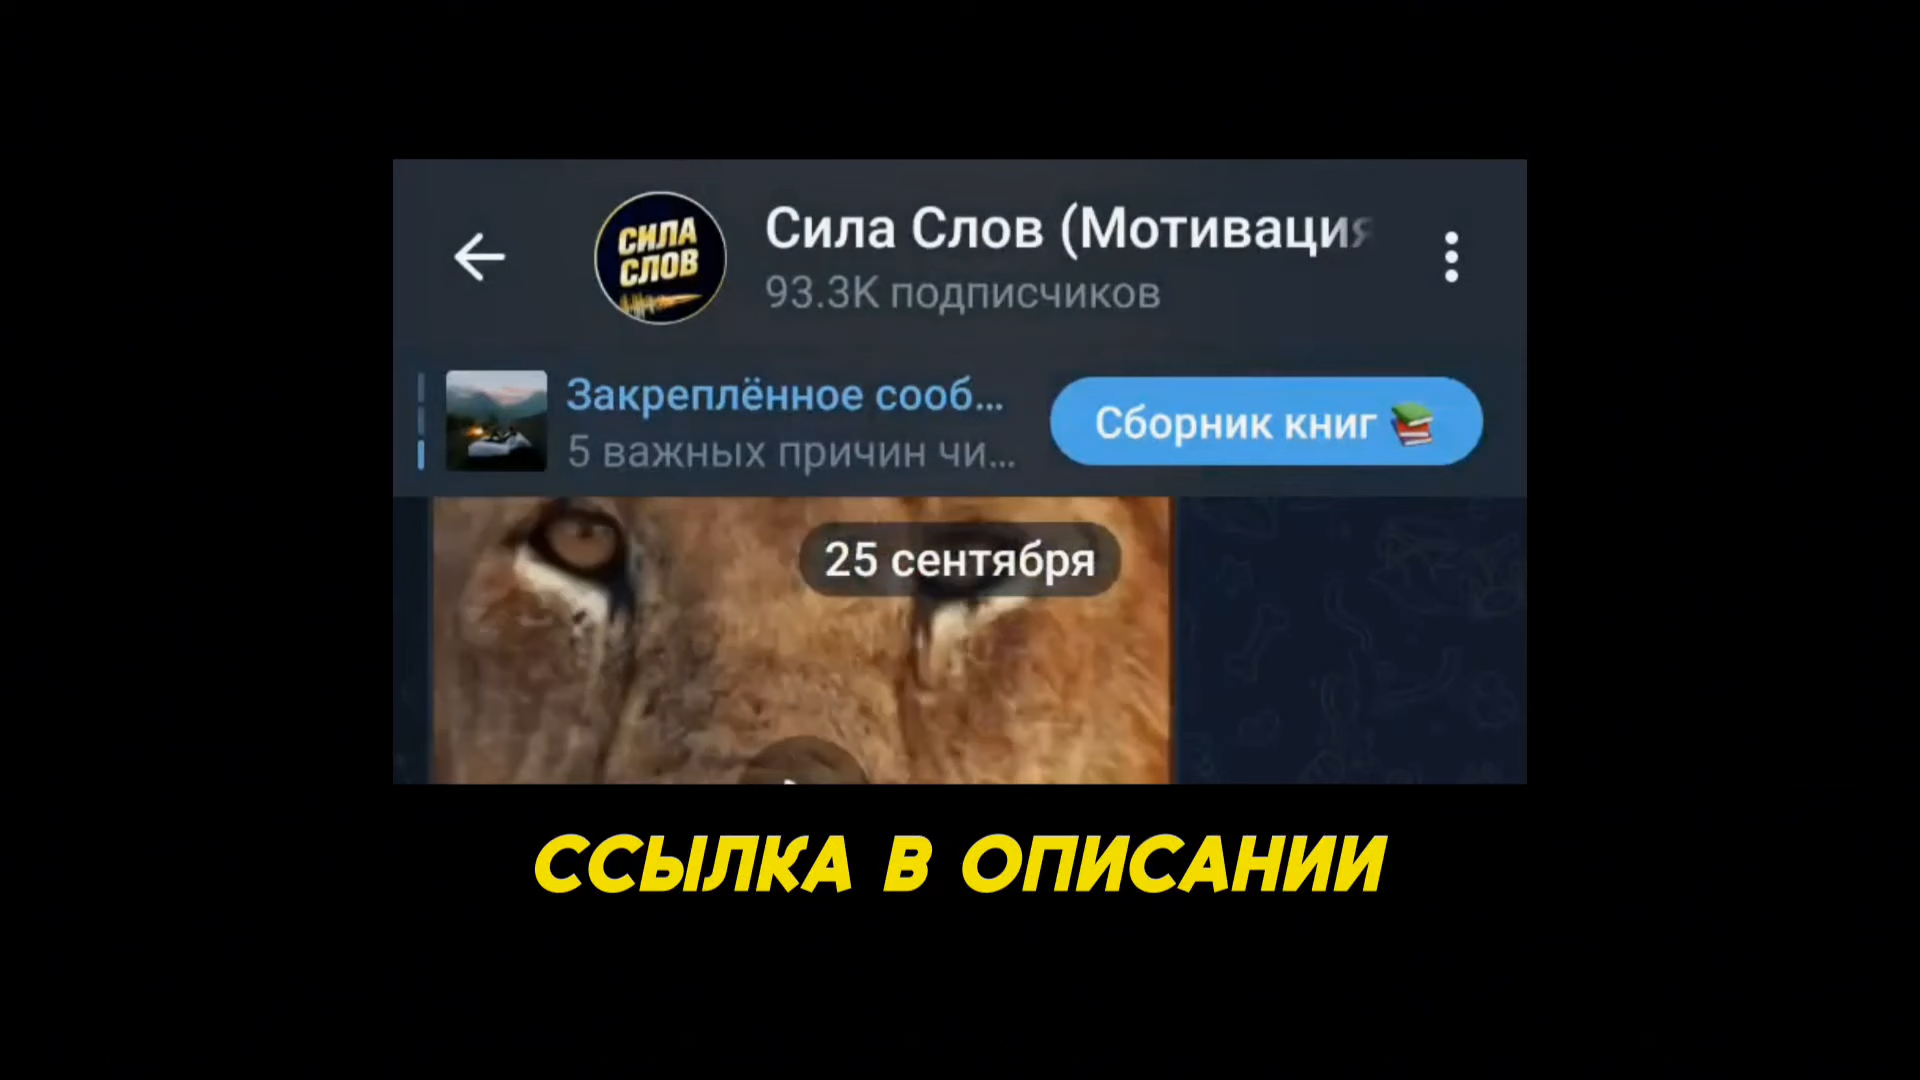 СИЛА
СЛОВ
Сила Слов (Мотивация
93.3K подписчиков
Закреплённое сооб...
5 важных причин чи...
Сборник книг
25 сентября
ССЫЛКА В ОПИСАНИИ